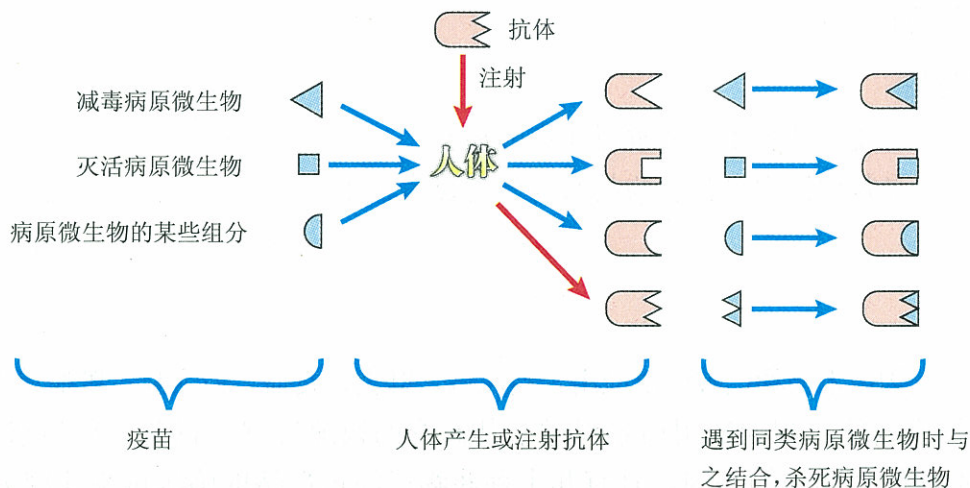 抗体
注射
减毒病原微生物
灭活病原微生物
人体
病原微生物的某些组分
疫苗
人体产生或注射抗体
遇到同类病原微生物时与
之结合,杀死病原微生物